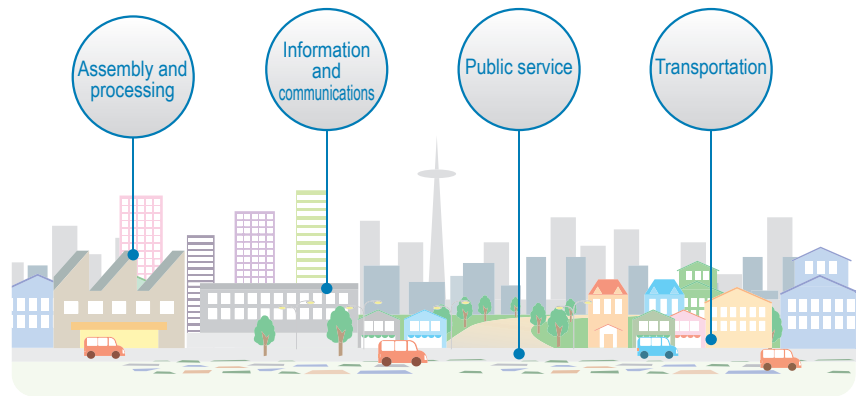 Assembly and
processing
Information
and
communications
Public service
Transportation